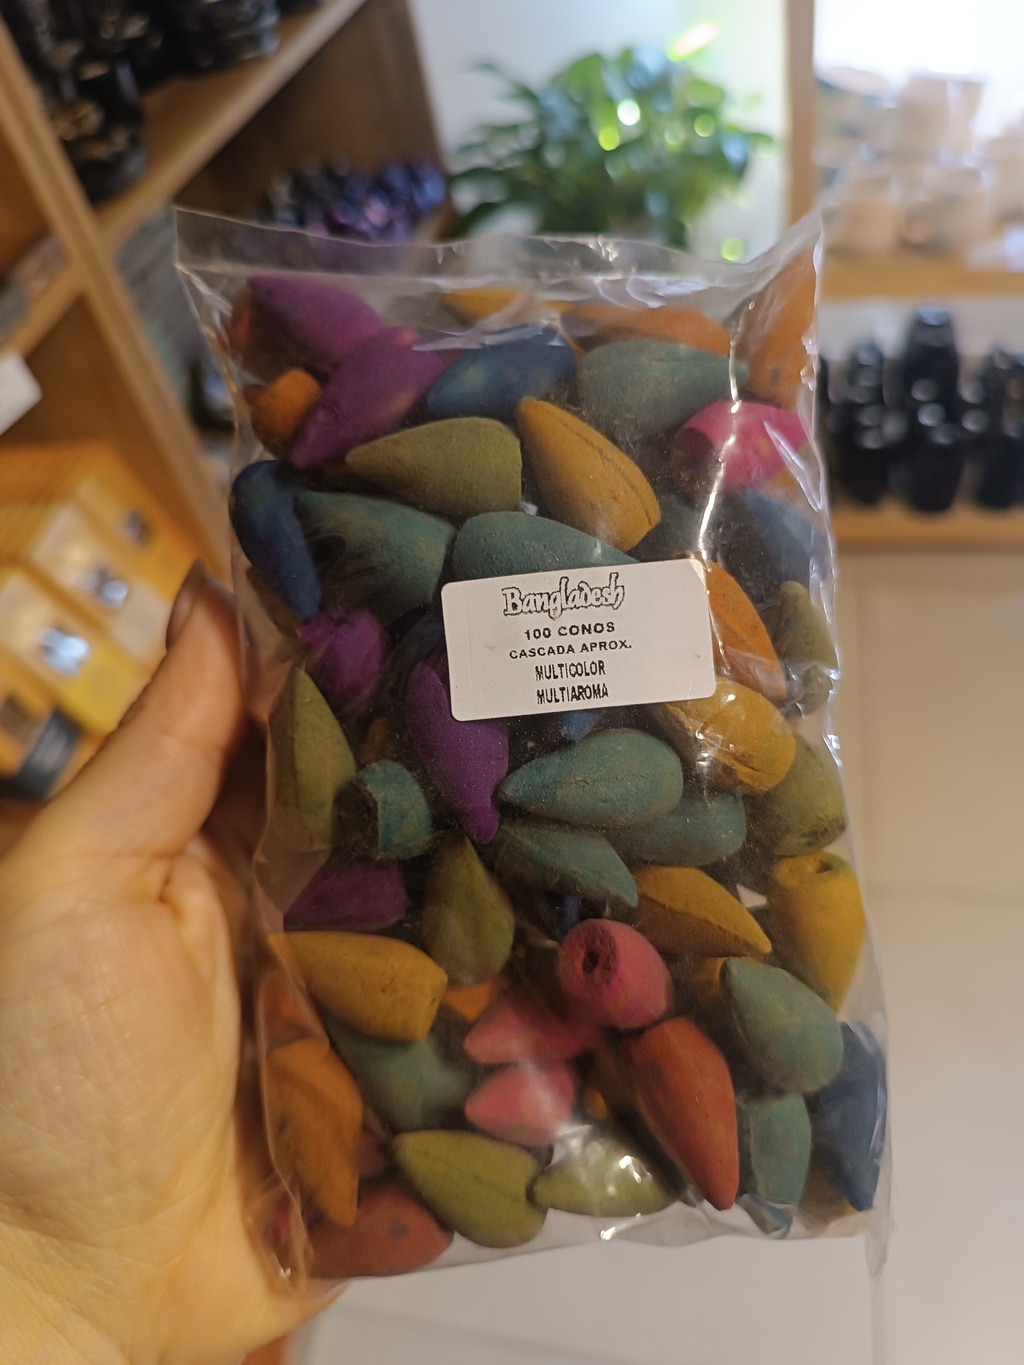 Bangladesh
100 CONOS
CASCADA APROX.
MULTICOLOR
MULTIAROMA